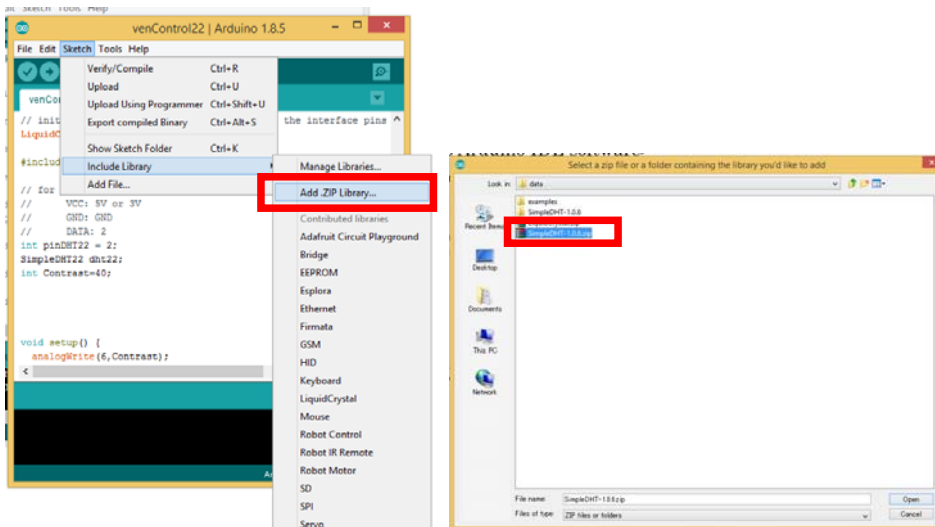 Sketch Tools Help
venControl22 | Arduino 1.8.5
File Edit Sketch Tools Help
Verify/Compile Ctrl+R
Upload Ctrl+U
Upload Using Programmer Ctrl+Shift+U
Export compiled Binary Ctrl+Alt+S
Show Sketch Folder Ctrl+K
Include Library
Add File...
venCo
// init
the interface pins
LiquidC
#includ
// for
// VCC: 5V or 3V
// GND: GND
// DATA: 2
int pinDHT22 = 2;
SimpleDHT22 dht22;
int Contrast=40;
void setup() {
analogWrite(6,Contrast);
Manage Libraries...
Add .ZIP Library...
Contributed libraries
Adafruit Circuit Playground
Bridge
EEPROM
Esplora
Ethernet
Firmata
GSM
HID
Keyboard
LiquidCrystal
Mouse
Robot Control
Robot IR Remote
Robot Motor
SD
SPI
Servo
Select a zip file or a folder containing the library you'd like to add
Look in: data
examples
SimpleDHT-1.0.6
SimpleDHT-1.0.6.zip
Recent Items
Desktop
Documents
This PC
Network
File name: SimpleDHT-1.0.6.zip
Open
Files of type: ZIP files or folders
Cancel